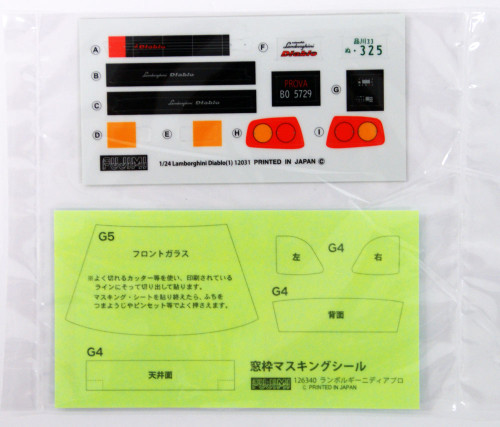 A
F
Lamborghini
Diablo
品川 33
ぬ・325
B
Lamborghini Diablo
C
Lamborghini Diablo
PROVA
BO 5729
G
D
E
H
I
FUJIMI
1/24 Lamborghini Diablo(1) 12031 PRINTED IN JAPAN Ⓒ
G5
フロントガラス
※よく切れるカッター等を使い、印刷されている
ラインにそって切り出して貼ります。
マスキング・シートを貼り終えたら、ふちを
つまようじやピンセット等でよく押さえます。
左
G4
右
G4
背面
G4
天井面
窓枠マスキングシール
126340 ランボルギーニディアブロ
Ⓒ PRINTED IN JAPAN